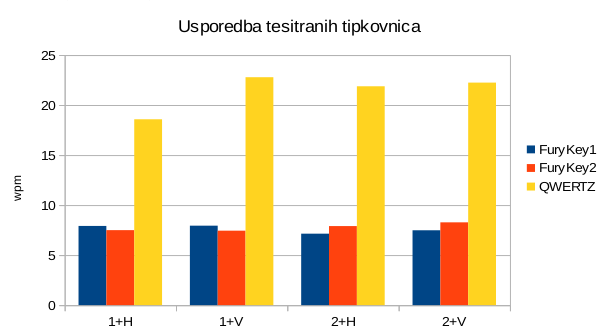 Usporedba tesitranih tipkovnica
25
20
15
10
5
0
wpm
1+H
1+V
2+H
2+V
FuryKey1
FuryKey2
QWERTZ